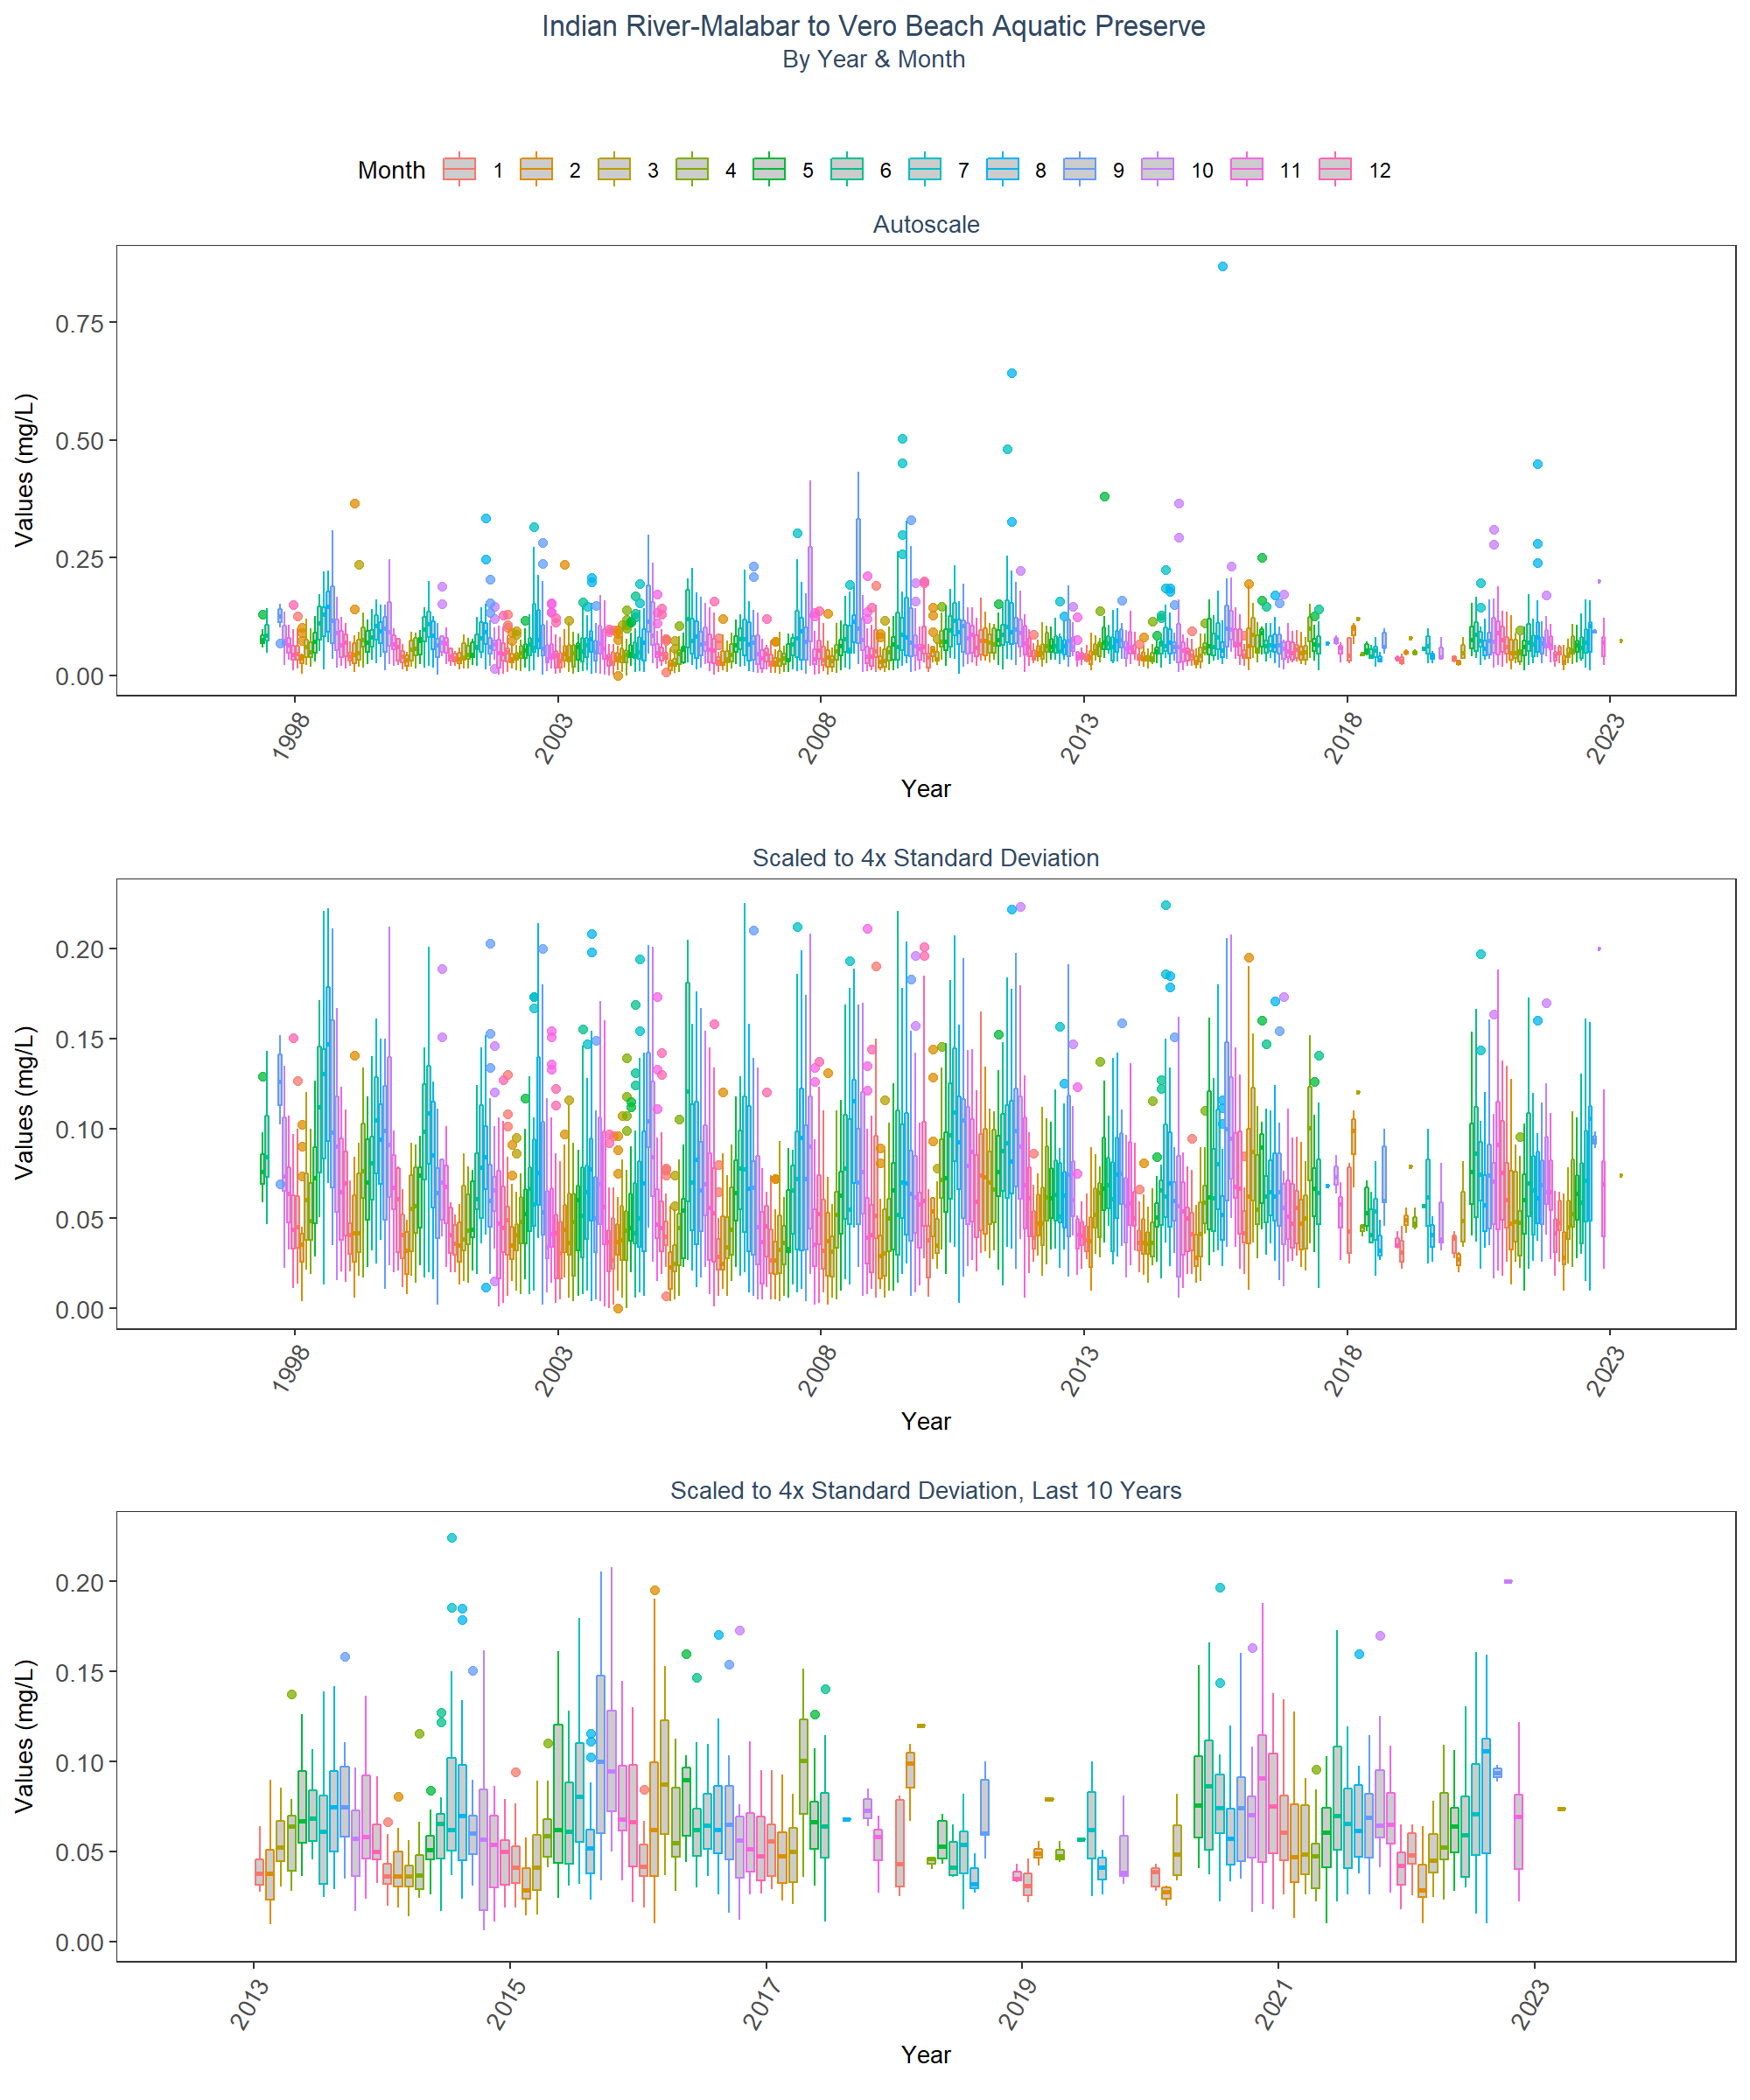 Indian River-Malabar to Vero Beach Aquatic Preserve
By Year & Month
Month 1 2 3 4 5 6 7 8 9 10 11 12
Autoscale
Values (mg/L)
0.75
0.50
0.25
0.00
1998 2003 2008 2013 2018 2023
Year
Scaled to 4x Standard Deviation
Values (mg/L)
0.20
0.15
0.10
0.05
0.00
1998 2003 2008 2013 2018 2023
Year
Scaled to 4x Standard Deviation, Last 10 Years
Values (mg/L)
0.20
0.15
0.10
0.05
0.00
2013 2015 2017 2019 2021 2023
Year